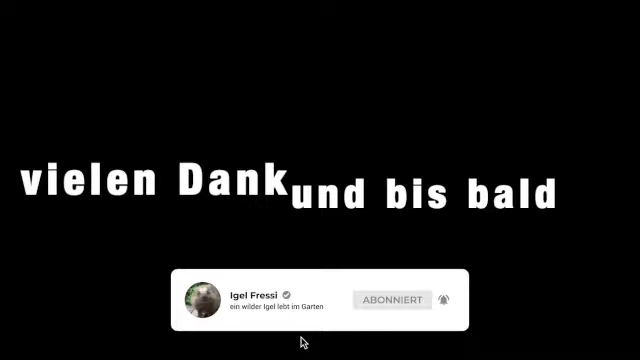 vielen Dank
und bis bald
Igel Fressi
ein wilder Igel lebt im Garten
ABONNIERT